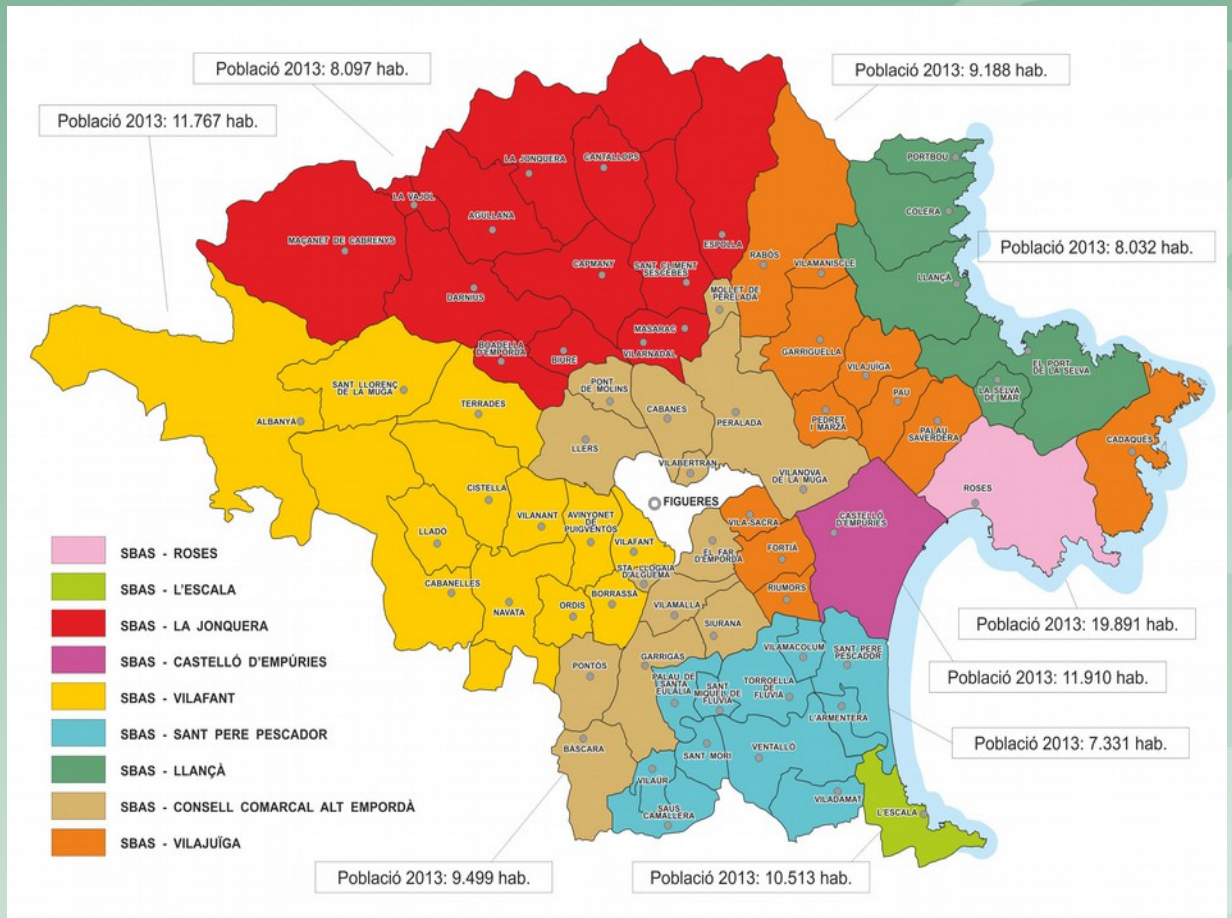 Població 2013: 8.097 hab.
Població 2013: 9.188 hab.
Població 2013: 11.767 hab.
PORTBOU
LA JONQUERA
CANTALLOPS
LA VAJOL
COLERA
AGULLANA
MAÇANET DE CABRENYS
ESPOLLA
Població 2013: 8.032 hab.
RABÓS
VILAMANISCLE
CAPMANY
SANT CLIMENT
SESCEBES
LLANÇÀ
MOLLET DE
PERELADA
DARNIUS
MASARAC
VILARNADAL
BOADELLA
D'EMPORDÀ
BIURE
GARRIGUELLA
VILAJUÏGA
EL PORT
DE LA SELVA
LA SELVA
DE MAR
SANT LLORENÇ
DE LA MUGA
PONT
DE MOLINS
PAU
TERRADES
CABANES
PERALADA
PEDRET
I MARZÀ
PALAU
SAVERDERA
ALBANYÀ
CADAQUÉS
LLERS
VILABERTRAN
VILANOVA
DE LA MUGA
ROSES
CISTELLA
FIGUERES
VILANANT
AVINYONET
DE
PUIGVENTÓS
VILA-SACRA
CASTELLÓ
D'EMPÚRIES
LLADÓ
VILAFANT
EL FAR
D'EMPORDÀ
FORTIÀ
STA. LLOGAIA
D'ALGUEMA
CABANELLES
RIUMORS
NAVATA
ORDIS
BORRASSÀ
VILAMALLA
SIURANA
SBAS - ROSES
SBAS - L'ESCALA
SBAS - LA JONQUERA
SBAS - CASTELLÓ D'EMPÚRIES
SBAS - VILAFANT
SBAS - SANT PERE PESCADOR
SBAS - LLANÇÀ
SBAS - CONSELL COMARCAL ALT EMPORDÀ
SBAS - VILAJUÏGA
Població 2013: 19.891 hab.
VILAMACOLUM
SANT PERE
PESCADOR
GARRIGÀS
PONTÓS
PALAU DE
SANTA
EULÀLIA
SANT
MIQUEL DE
FLUVIÀ
TORROELLA
DE
FLUVIÀ
Població 2013: 11.910 hab.
L'ARMENTERA
BÀSCARA
SANT MORI
VENTALLÓ
Població 2013: 7.331 hab.
VILAÜR
VILADAMAT
SAUS
CAMALLERA
L'ESCALA
Població 2013: 9.499 hab.
Població 2013: 10.513 hab.